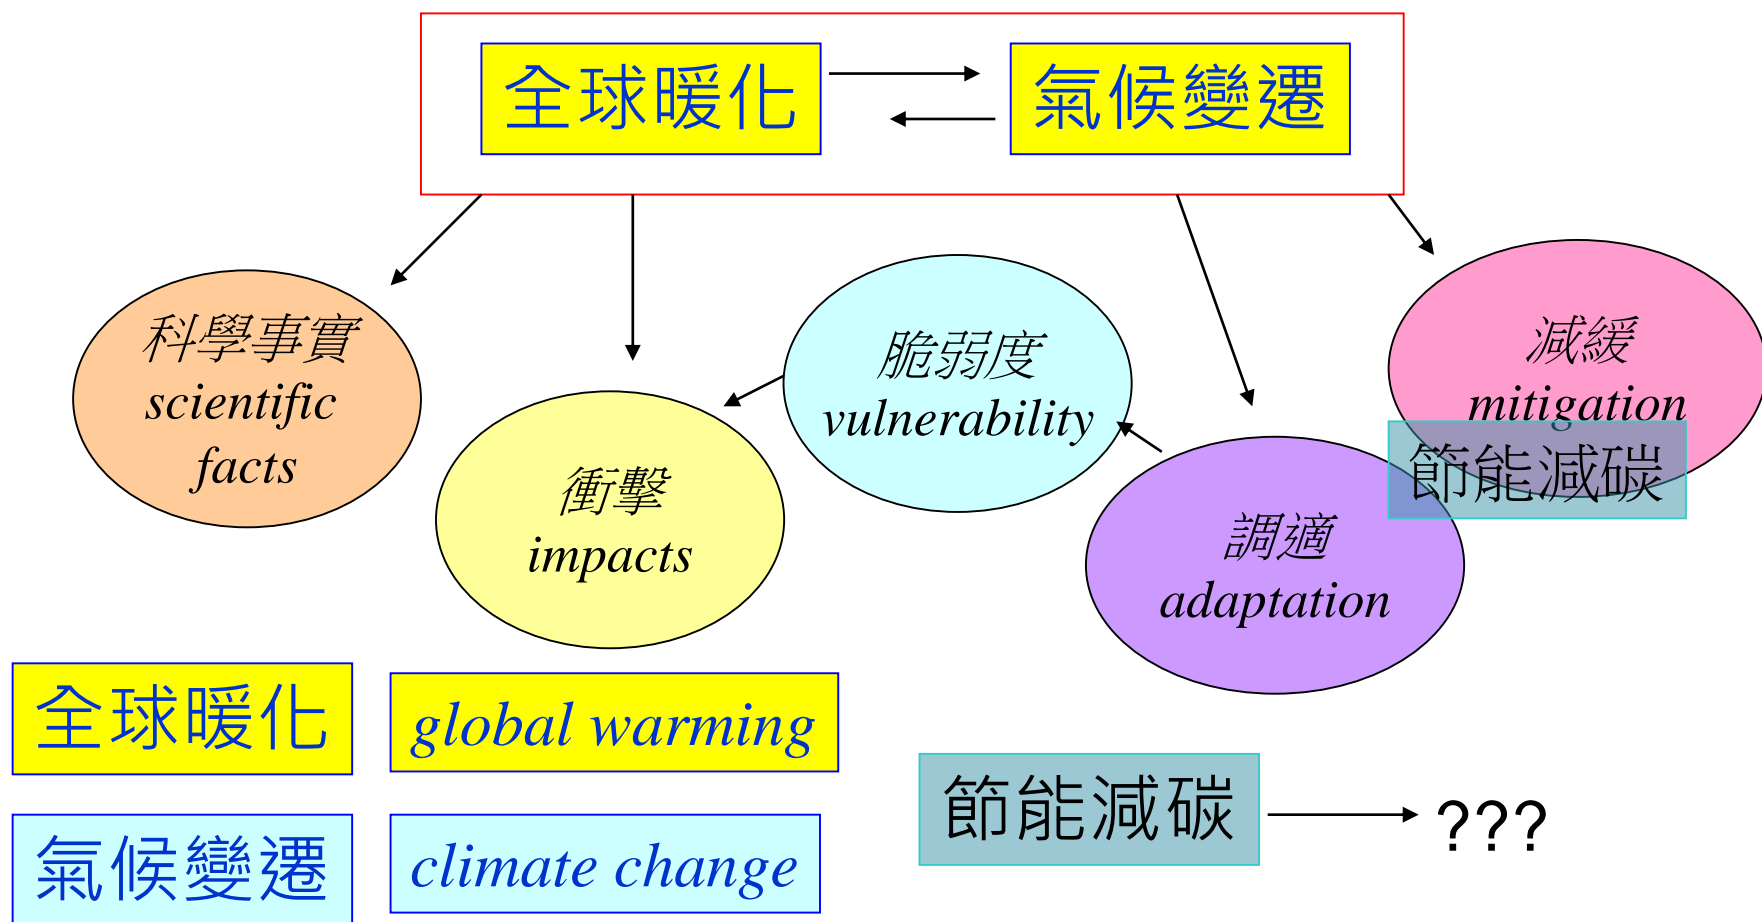 全球暖化
氣候變遷
科學事實
scientific
facts
衝擊
impacts
脆弱度
vulnerability
調適
adaptation
減緩
mitigation
節能減碳
全球暖化
global warming
氣候變遷
climate change
節能減碳
???